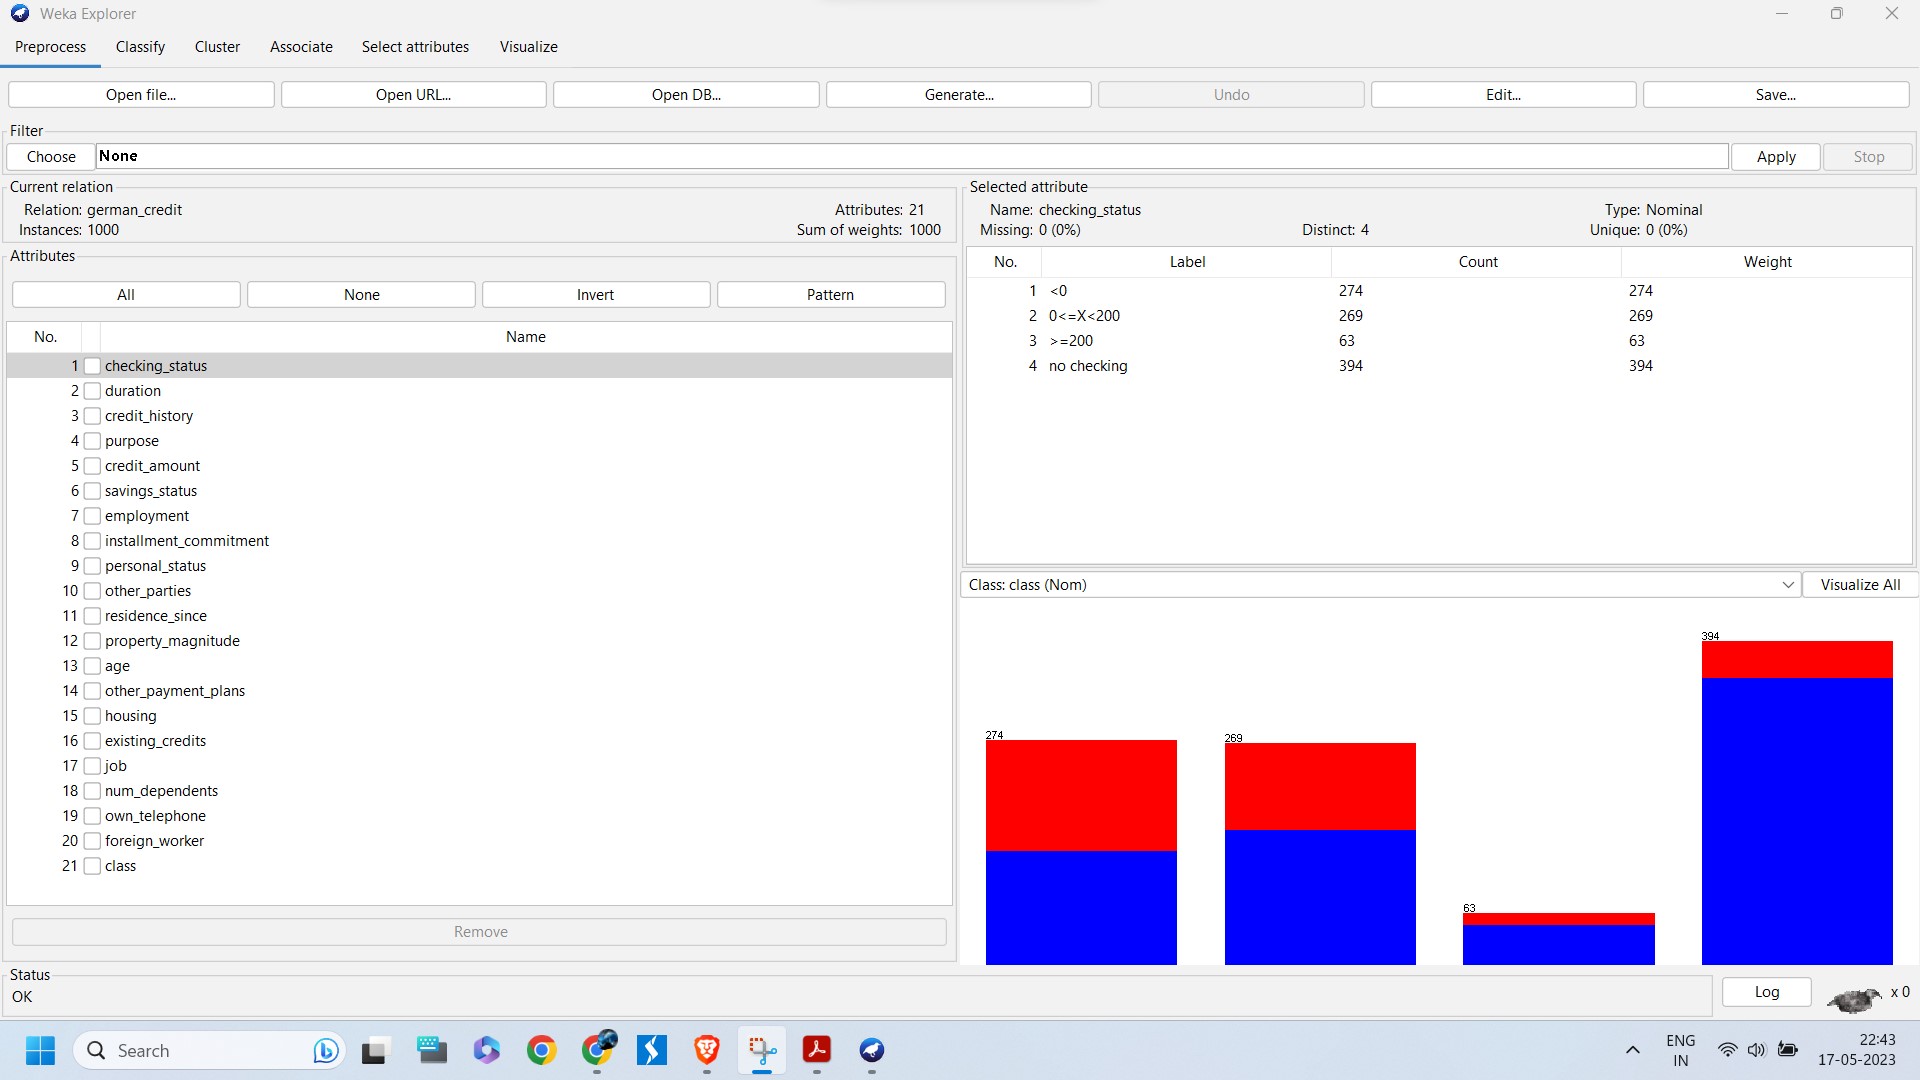 Weka Explorer
Preprocess Classify Cluster Associate Select attributes Visualize
Open file... Open URL... Open DB... Generate... Undo Edit... Save...
Filter
Choose None Apply Stop
Current relation
Relation: german_credit Attributes: 21
Instances: 1000 Sum of weights: 1000
Attributes
All None Invert Pattern
No. Name
1 checking_status
2 duration
3 credit_history
4 purpose
5 credit_amount
6 savings_status
7 employment
8 installment_commitment
9 personal_status
10 other_parties
11 residence_since
12 property_magnitude
13 age
14 other_payment_plans
15 housing
16 existing_credits
17 job
18 num_dependents
19 own_telephone
20 foreign_worker
21 class
Remove
Selected attribute
Name: checking_status Type: Nominal
Missing: 0 (0%) Distinct: 4 Unique: 0 (0%)
No. Label Count Weight
1 <0 274 274
2 0<=X<200 269 269
3 >=200 63 63
4 no checking 394 394
Class: class (Nom) Visualize All
394
274
269
63
Status
OK
Log x 0
Search
ENG
IN
22:43
17-05-2023